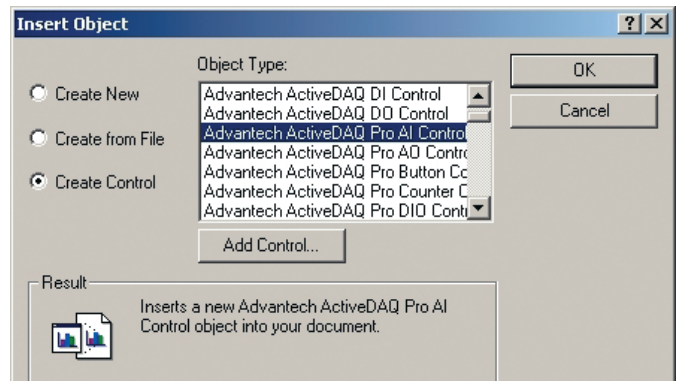 Insert Object
Create New
Create from File
Create Control
Object Type:
Advantech ActiveDAQ DI Control
Advantech ActiveDAQ DO Control
Advantech ActiveDAQ Pro AI Control
Advantech ActiveDAQ Pro AO Contro
Advantech ActiveDAQ Pro Button Co
Advantech ActiveDAQ Pro Counter C
Advantech ActiveDAQ Pro DIO Contr
Add Control...
OK
Cancel
Result
Inserts a new Advantech ActiveDAQ Pro AI
Control object into your document.